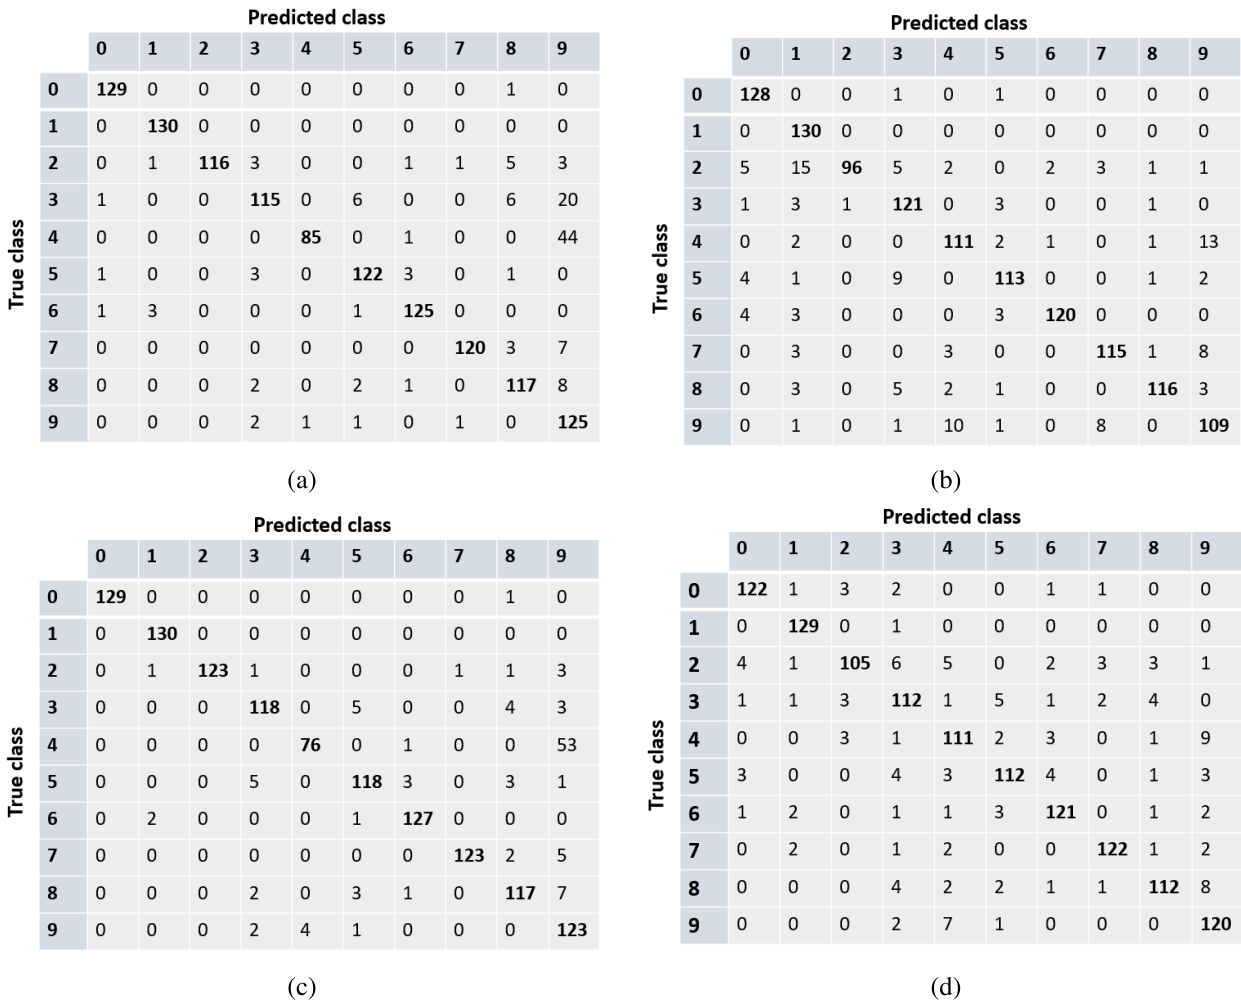 Predicted class
0 1 2 3 4 5 6 7 8 9
0 129 0 0 0 0 0 0 0 1 0
1 0 130 0 0 0 0 0 0 0 0
2 0 1 116 3 0 0 1 1 5 3
3 1 0 0 115 0 6 0 0 6 20
4 0 0 0 0 85 0 1 0 0 44
5 1 0 0 3 0 122 3 0 1 0
6 1 3 0 0 0 1 125 0 0 0
7 0 0 0 0 0 0 0 120 3 7
8 0 0 0 2 0 2 1 0 117 8
9 0 0 0 2 1 1 0 1 0 125
True class
(a)
Predicted class
0 1 2 3 4 5 6 7 8 9
0 128 0 0 1 0 1 0 0 0 0
1 0 130 0 0 0 0 0 0 0 0
2 5 15 96 5 2 0 2 3 1 1
3 1 3 1 121 0 3 0 0 1 0
4 0 2 0 0 111 2 1 0 1 13
5 4 1 0 9 0 113 0 0 1 2
6 4 3 0 0 0 3 120 0 0 0
7 0 3 0 0 3 0 0 115 1 8
8 0 3 0 5 2 1 0 0 116 3
9 0 1 0 1 10 1 0 8 0 109
True class
(b)
Predicted class
0 1 2 3 4 5 6 7 8 9
0 129 0 0 0 0 0 0 0 1 0
1 0 130 0 0 0 0 0 0 0 0
2 0 1 123 1 0 0 0 1 1 3
3 0 0 0 118 0 5 0 0 4 3
4 0 0 0 0 76 0 1 0 0 53
5 0 0 0 5 0 118 3 0 3 1
6 0 2 0 0 0 1 127 0 0 0
7 0 0 0 0 0 0 0 123 2 5
8 0 0 0 2 0 3 1 0 117 7
9 0 0 0 2 4 1 0 0 0 123
True class
(c)
Predicted class
0 1 2 3 4 5 6 7 8 9
0 122 1 3 2 0 0 1 1 0 0
1 0 129 0 1 0 0 0 0 0 0
2 4 1 105 6 5 0 2 3 3 1
3 1 1 3 112 1 5 1 2 4 0
4 0 0 3 1 111 2 3 0 1 9
5 3 0 0 4 3 112 4 0 1 3
6 1 2 0 1 1 3 121 0 1 2
7 0 2 0 1 2 0 0 122 1 2
8 0 0 0 4 2 2 1 1 112 8
9 0 0 0 2 7 1 0 0 0 120
True class
(d)